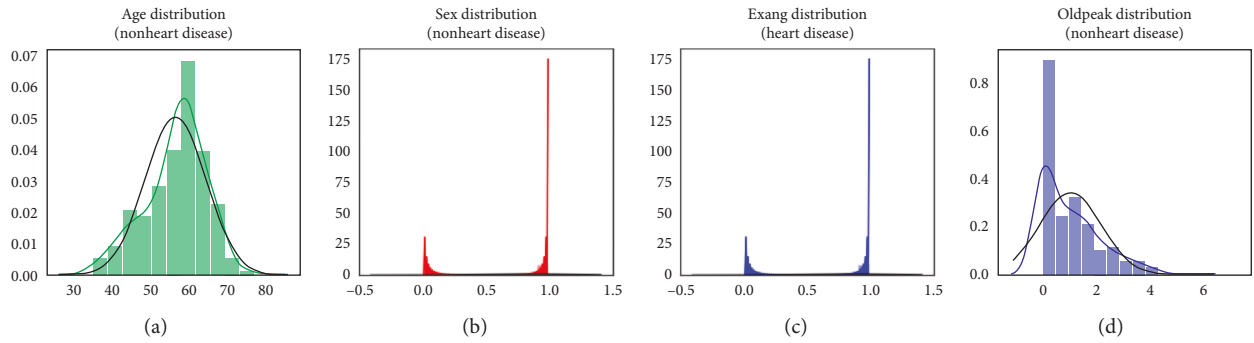 Age distribution
(nonheart disease)
0.07
0.06
0.05
0.04
0.03
0.02
0.01
0.00
30 40 50 60 70 80
(a)
Sex distribution
(nonheart disease)
175
150
125
100
75
50
25
0
−0.5 0.0 0.5 1.0 1.5
(b)
Exang distribution
(heart disease)
175
150
125
100
75
50
25
0
−0.5 0.0 0.5 1.0 1.5
(c)
Oldpeak distribution
(nonheart disease)
0.8
0.6
0.4
0.2
0.0
0 2 4 6
(d)